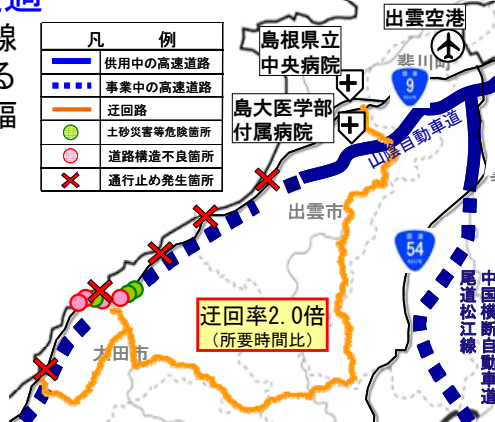 線
る
幅
凡 例
供用中の高速道路
事業中の高速道路
迂回路
土砂災害等危険箇所
道路構造不良箇所
通行止め発生箇所
島根県立
中央病院
島大医学部
付属病院
出雲空港
斐川町
9
山陰自動車道
出雲市
54
中国横断自動車道
尾道松江線
迂回率2.0倍
(所要時間比)
大田市